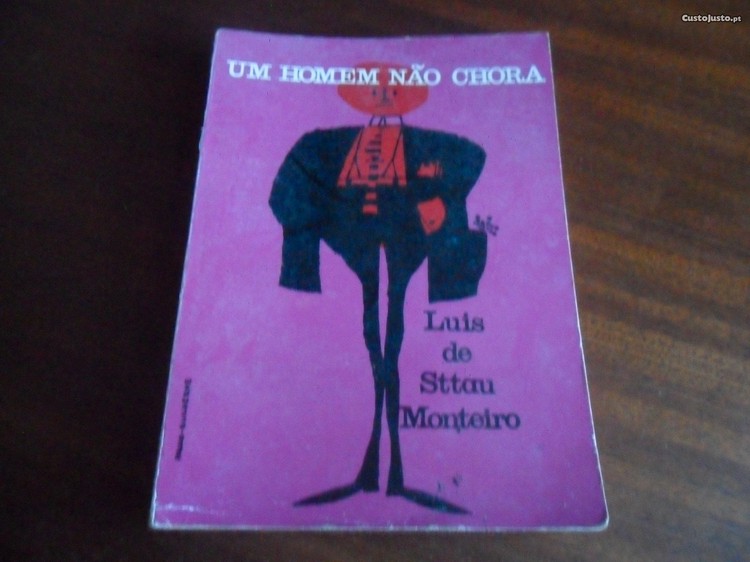 CustoJusto.pt
UM HOMEM NÃO CHORA
Luis
de
Sttau
Monteiro